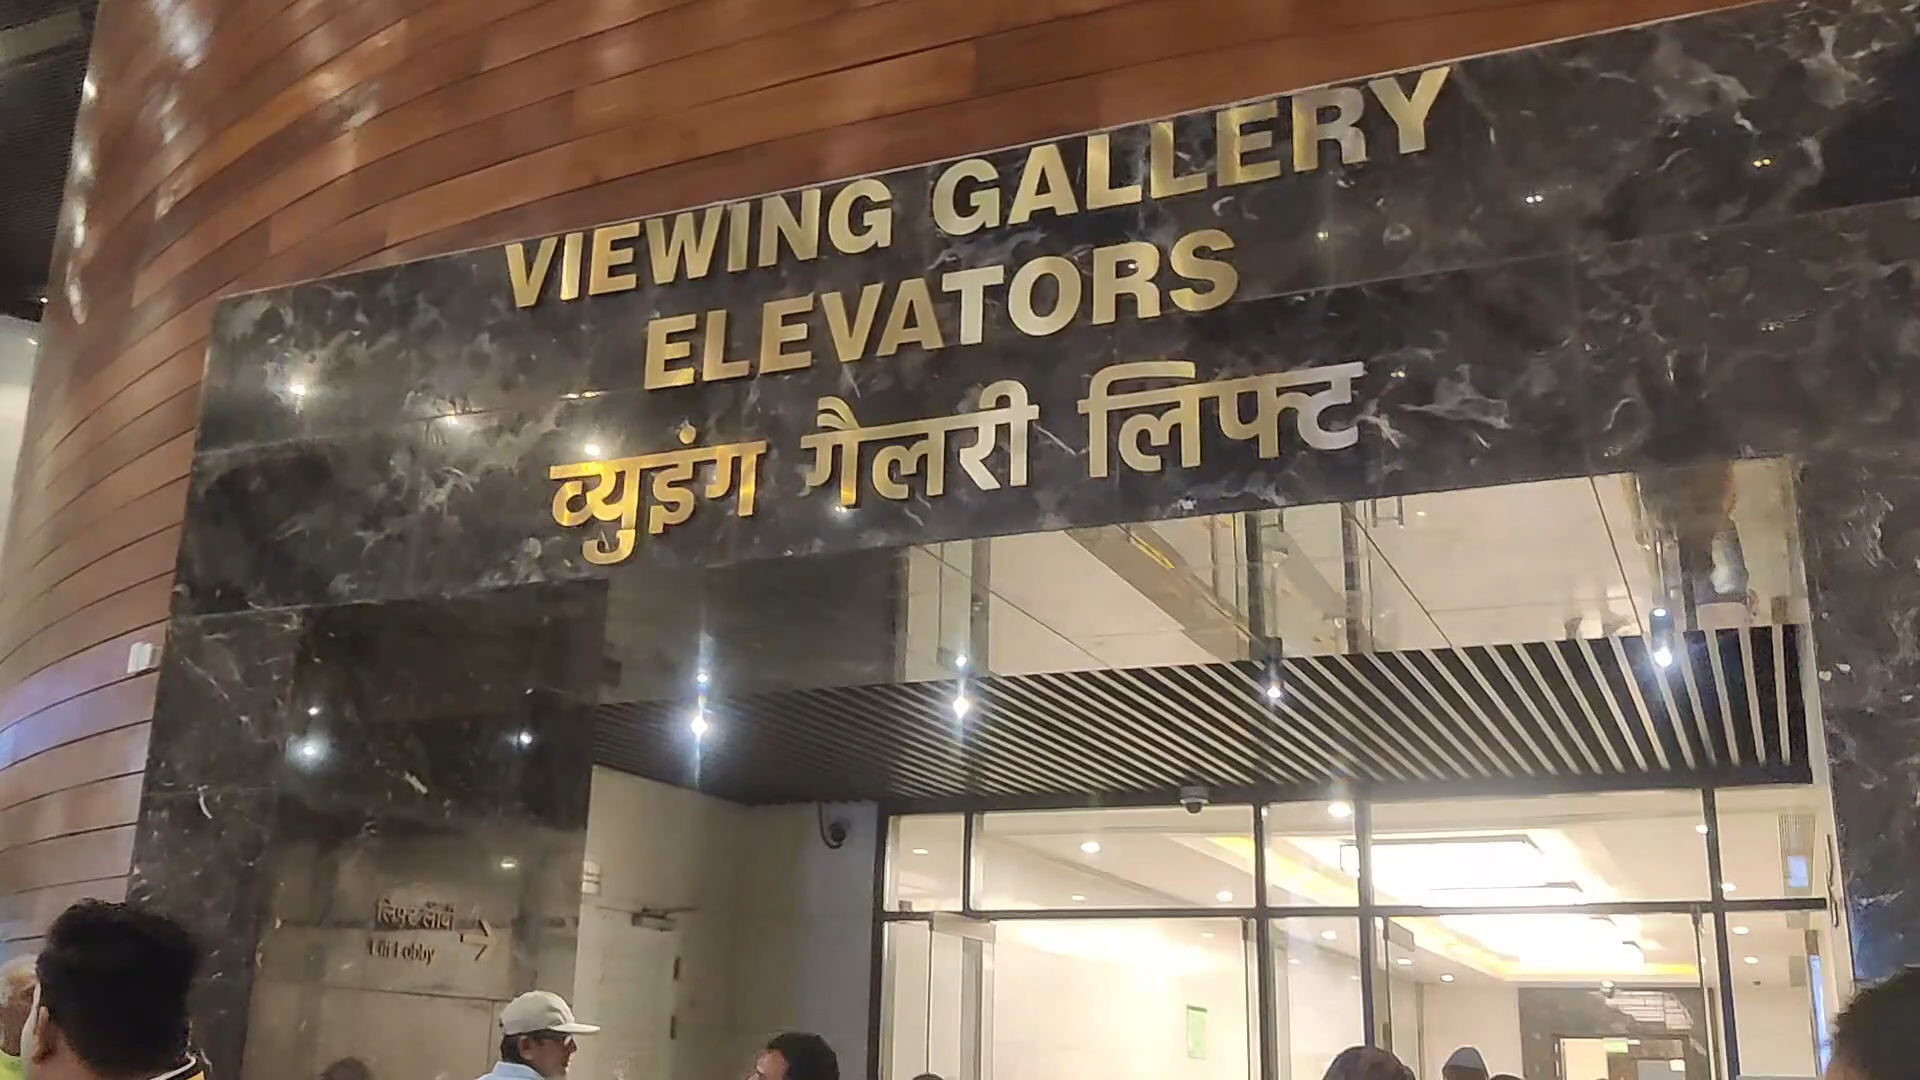 VIEWING GALLERY
ELEVATORS
व्युइंग गैलरी लिफ्ट
लिफ्ट लॉबी
Lift Lobby